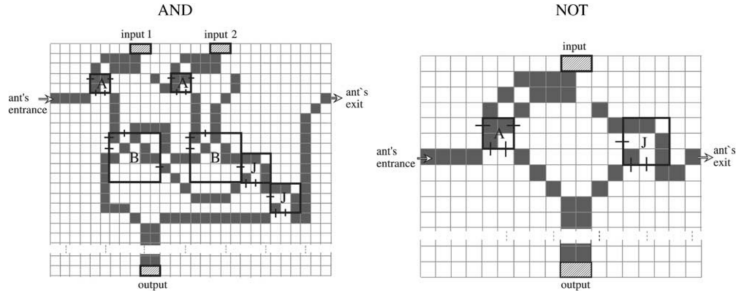 AND
NOT
input 1
input 2
A
A
ant's
entrance
ant`s
exit
B
B
J
J
output
input
A
J
ant's
entrance
ant`s
exit
output